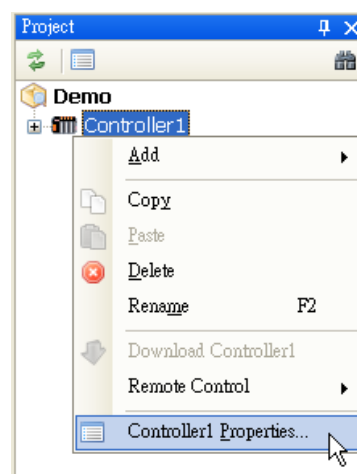 Project
Demo
Controller1
Add
Copy
Paste
Delete
Rename F2
Download Controller1
Remote Control
Controller1 Properties...